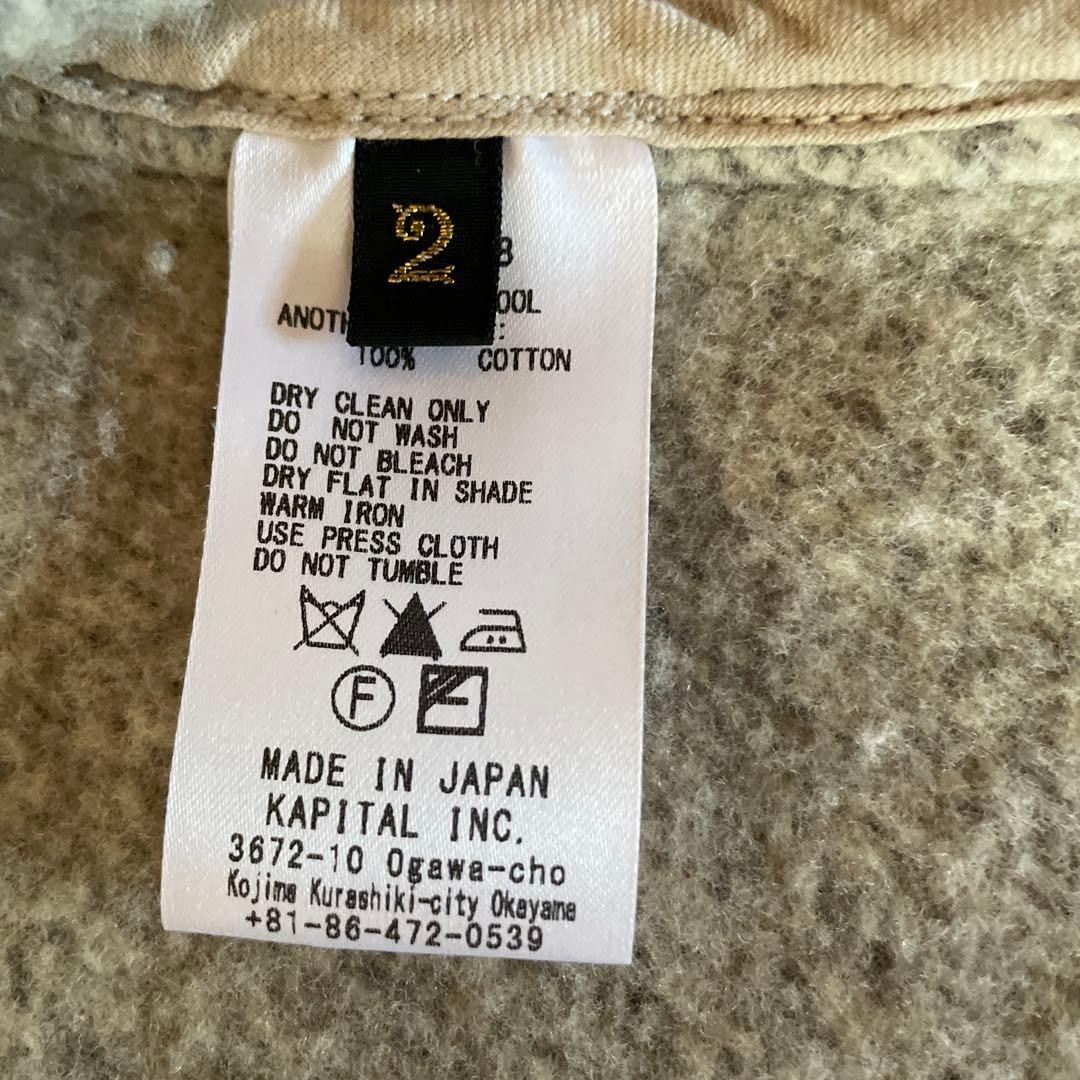 2
8
100% COTTON
DRY CLEAN ONLY
DO NOT WASH
DO NOT BLEACH
DRY FLAT IN SHADE
WARM IRON
USE PRESS CLOTH
DO NOT TUMBLE
F
MADE IN JAPAN
KAPITAL INC.
3672-10 Ogawa-cho
Kojima Kurashiki-city Okayama
+81-86-472-0539